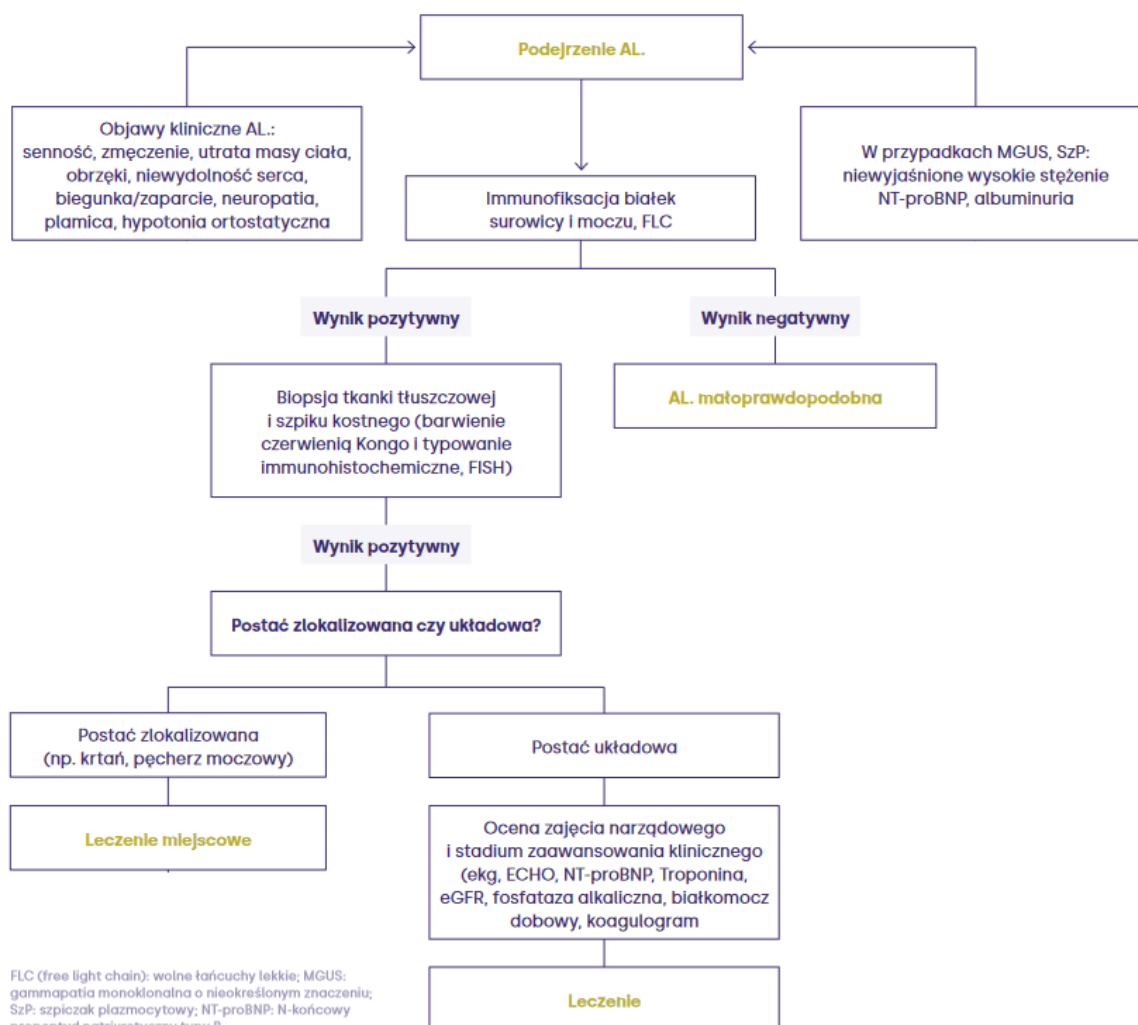 Podejrzenie AL.
Objawy kliniczne AL.:
senność, zmęczenie, utrata masy ciała,
obrzęki, niewydolność serca,
biegunka/zaparcie, neuropatia,
plamica, hypotonia ortostatyczna
W przypadkach MGUS, SzP:
niewyjaśnione wysokie stężenie
NT-proBNP, albuminuria
Immunofiksacja białek
surowicy i moczu, FLC
Wynik pozytywny
Wynik negatywny
Biopsja tkanki tłuszczowej
i szpiku kostnego (barwienie
czerwienią Kongo i typowanie
immunohistochemiczne, FISH)
AL. małoprawdopodobna
Wynik pozytywny
Postać zlokalizowana czy układowa?
Postać zlokalizowana
(np. krtań, pęcherz moczowy)
Postać układowa
Leczenie miejscowe
Ocena zajęcia narządowego
i stadium zaawansowania klinicznego
(ekg, ECHO, NT-proBNP, Troponina,
eGFR, fosfataza alkaliczna, białkomocz
dobowy, koagulogram
Leczenie
FLC (free light chain): wolne łańcuchy lekkie; MGUS:
gammapatia monoklonalna o nieokreślonym znaczeniu;
SzP: szpiczak plazmocytowy; NT-proBNP: N-końcowy